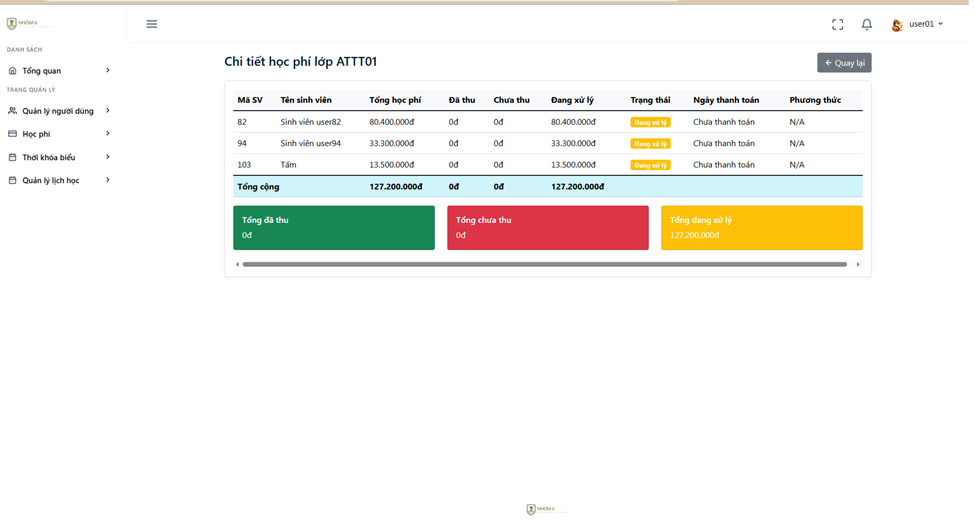 NHÓM 6
user01
DANH SÁCH
Tổng quan
TRANG QUẢN LÝ
Quản lý người dùng
Học phí
Thời khóa biểu
Quản lý lịch học
Chi tiết học phí lớp ATTT01
← Quay lại
Mã SV Tên sinh viên Tổng học phí Đã thu Chưa thu Đang xử lý Trạng thái Ngày thanh toán Phương thức
82 Sinh viên user82 80.400.000đ 0đ 0đ 80.400.000đ Đang xử lý Chưa thanh toán N/A
94 Sinh viên user94 33.300.000đ 0đ 0đ 33.300.000đ Đang xử lý Chưa thanh toán N/A
103 Tấm 13.500.000đ 0đ 0đ 13.500.000đ Đang xử lý Chưa thanh toán N/A
Tổng cộng 127.200.000đ 0đ 0đ 127.200.000đ
Tổng đã thu
0đ
Tổng chưa thu
0đ
Tổng đang xử lý
127.200.000đ
NHÓM 6